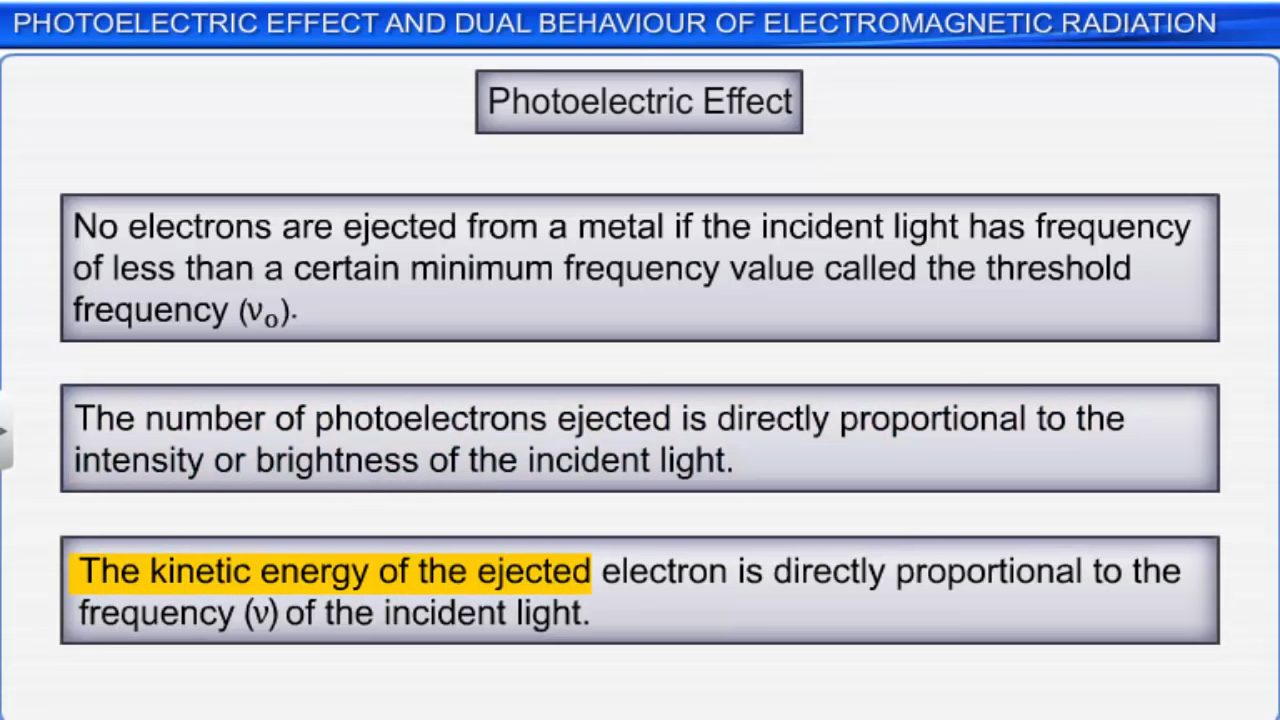 PHOTOELECTRIC EFFECT AND DUAL BEHAVIOUR OF ELECTROMAGNETIC RADIATION
Photoelectric Effect
No electrons are ejected from a metal if the incident light has frequency
of less than a certain minimum frequency value called the threshold
frequency (νₒ).
The number of photoelectrons ejected is directly proportional to the
intensity or brightness of the incident light.
The kinetic energy of the ejected electron is directly proportional to the
frequency (ν) of the incident light.